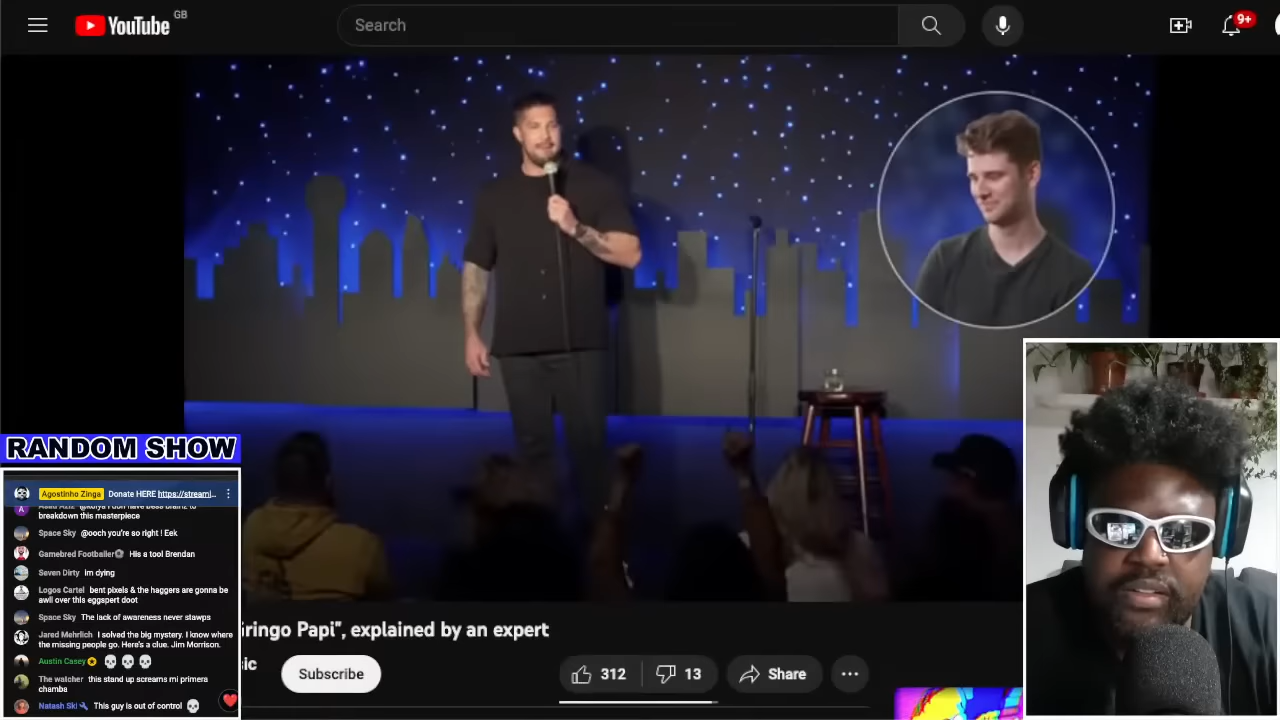 YouTube
GB
Search
9+
RANDOM SHOW
Agostinho Zinga Donate HERE https://streaml...
A
breakdown this masterpiece
Space Sky @ooch you're so right ! Eek
Gamebred Footballer His a tool Brendan
Seven Dirty im dying
Logos Cartel bent pixels & the haggers are gonna be
awll over this eggspert doot
Space Sky The lack of awareness never stawps
Jared Mehrlich I solved the big mystery. I know where
the missing people go. Here's a clue. Jim Morrison.
Austin Casey
The watcher this stand up screams mi primera
chamba
Natash Ski This guy is out of control
ringo Papi", explained by an expert
ic
Subscribe
312
13
Share